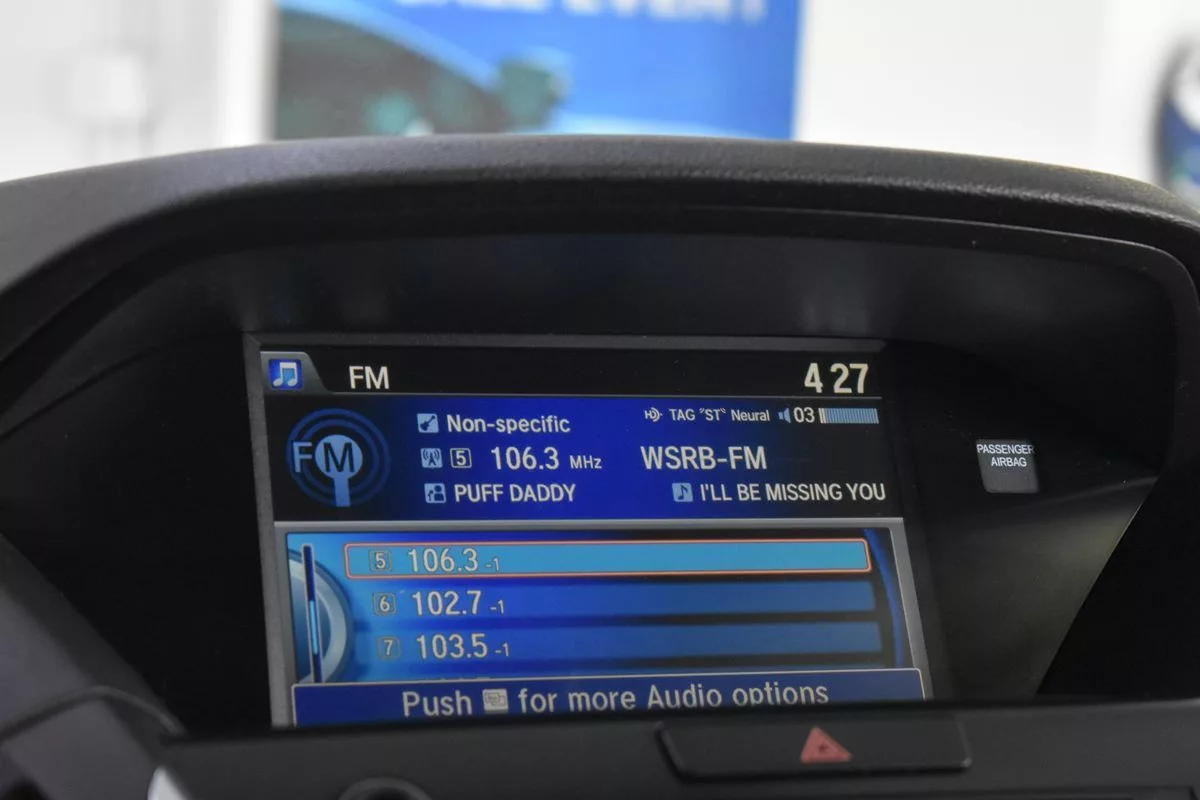 EVENT
FM
4 27
Non-specific
TAG "ST" Neural 03
5 106.3 MHz
WSRB-FM
FM
PUFF DADDY
I'LL BE MISSING YOU
PASSENGER
AIRBAG
5 106.3 -1
6 102.7 -1
7 103.5 -1
Push for more Audio options